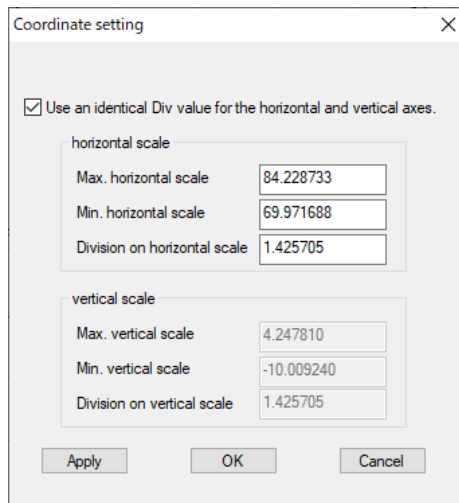 Coordinate setting
Use an identical Div value for the horizontal and vertical axes.
horizontal scale
Max. horizontal scale 84.228733
Min. horizontal scale 69.971688
Division on horizontal scale 1.425705
vertical scale
Max. vertical scale 4.247810
Min. vertical scale -10.009240
Division on vertical scale 1.425705
Apply OK Cancel